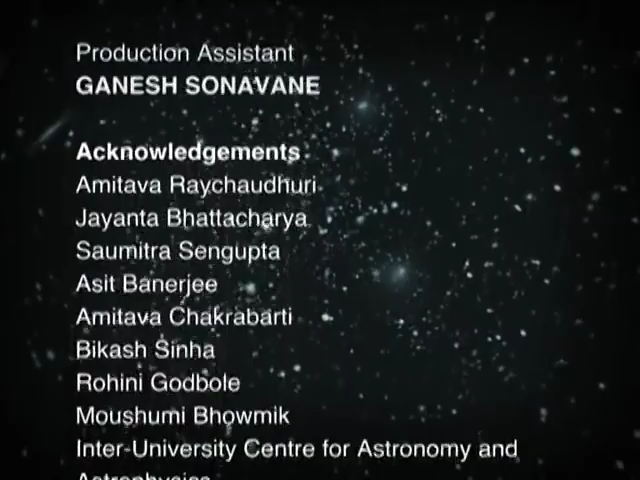 Production Assistant
GANESH SONAVANE
Acknowledgements
Amitava Raychaudhuri
Jayanta Bhattacharya
Saumitra Sengupta
Asit Banerjee
Amitava Chakrabarti
Bikash Sinha
Rohini Godbole
Moushumi Bhowmik
Inter-University Centre for Astronomy and
Astrophysics